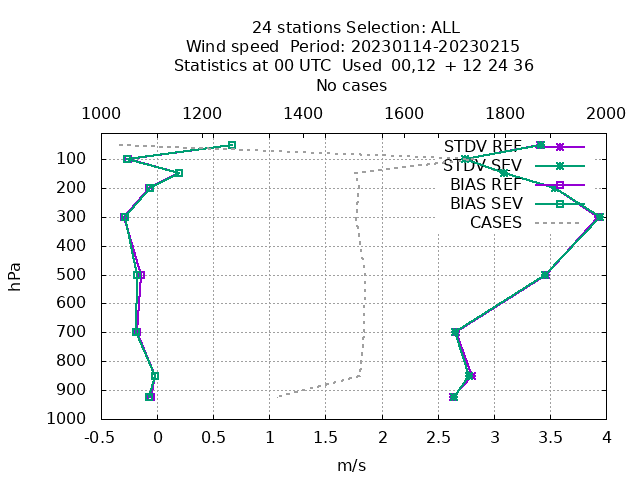 24 stations Selection: ALL
Wind speed  Period: 20230114-20230215
Statistics at 00 UTC  Used  00,12  + 12 24 36
No cases
1000 1200 1400 1600 1800 2000
STDV REF
STDV SEV
BIAS REF
BIAS SEV
CASES
100
200
300
400
500
600
700
800
900
1000
hPa
-0.5 0 0.5 1 1.5 2 2.5 3 3.5 4
m/s